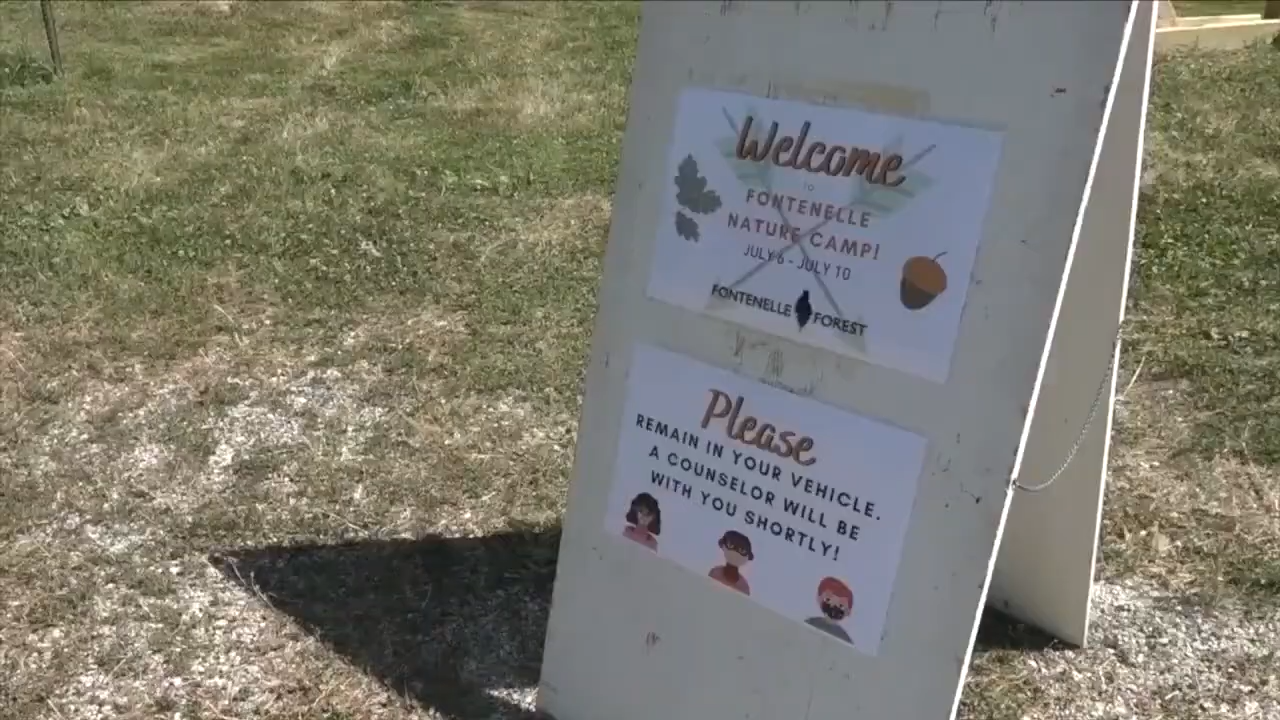 Welcome
to
FONTENELLE
NATURE CAMP!
JULY 6 - JULY 10
FONTENELLE FOREST
Please
REMAIN IN YOUR VEHICLE.
A COUNSELOR WILL BE
WITH YOU SHORTLY!